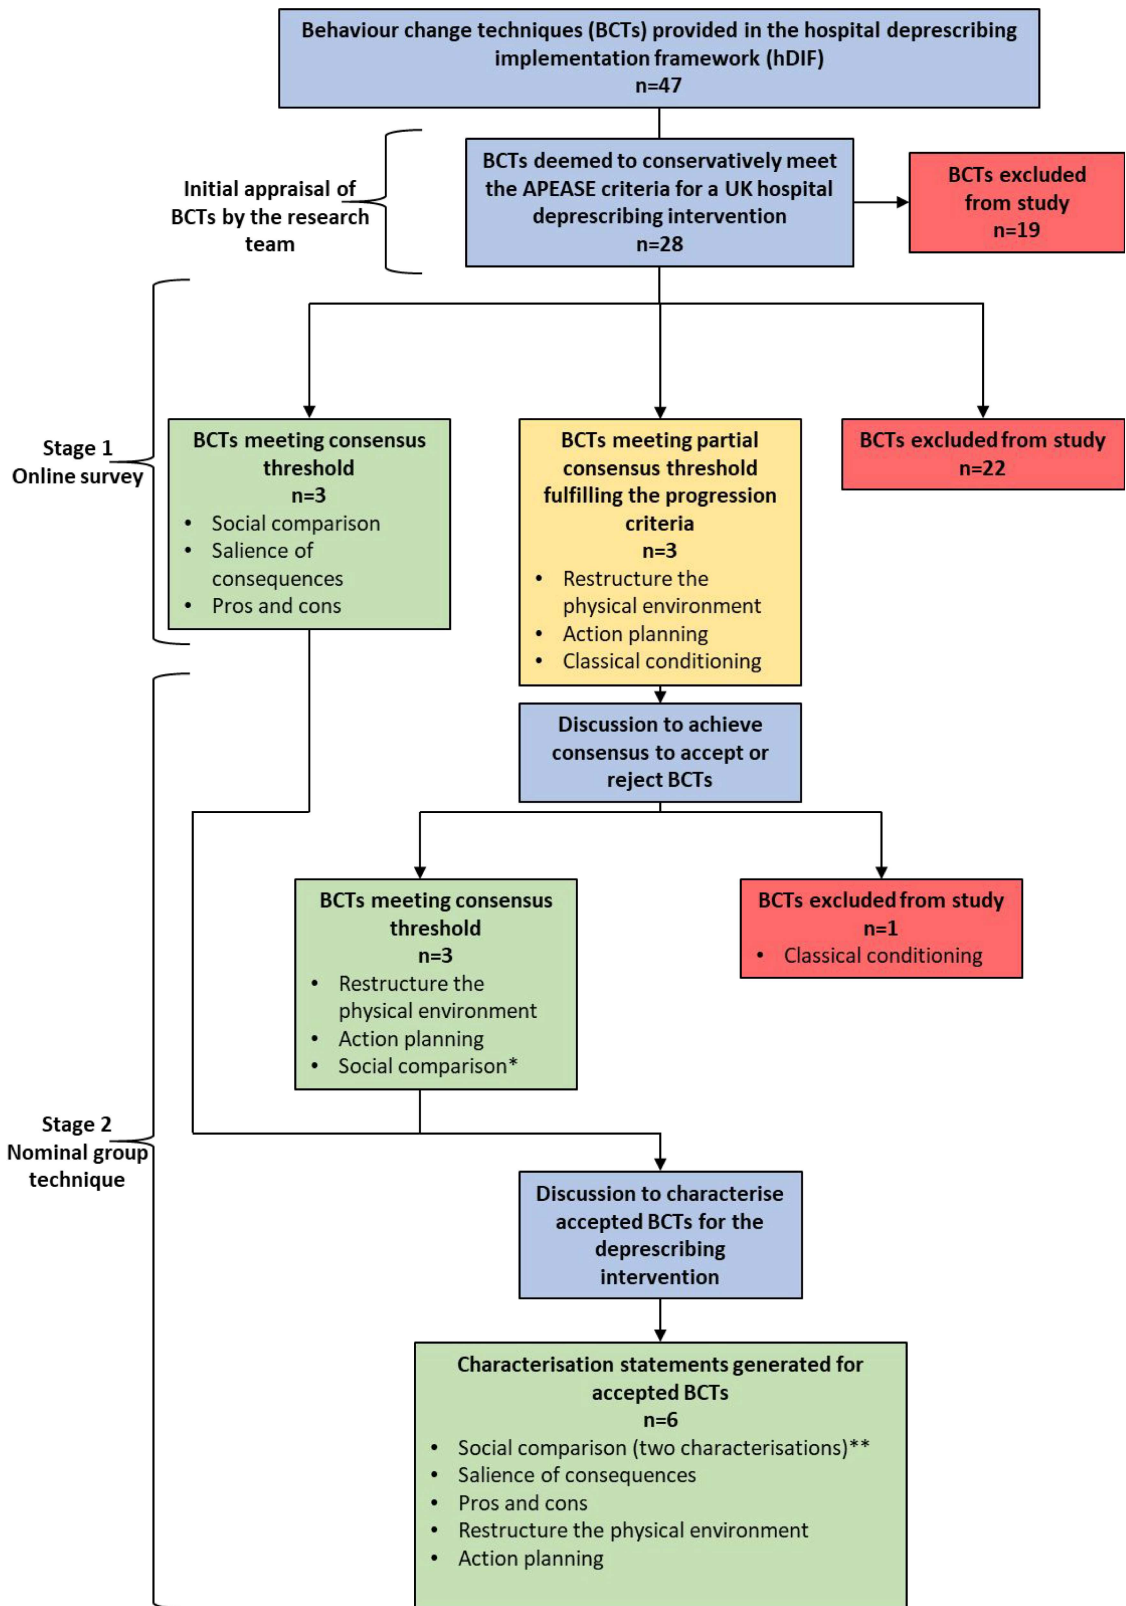 Behaviour change techniques (BCTs) provided in the hospital deprescribing
implementation framework (hDIF)
n=47
Initial appraisal of
BCTs by the research
team
BCTs deemed to conservatively meet
the APEASE criteria for a UK hospital
deprescribing intervention
n=28
BCTs excluded
from study
n=19
Stage 1
Online survey
BCTs meeting consensus
threshold
n=3
• Social comparison
• Salience of
consequences
• Pros and cons
BCTs meeting partial
consensus threshold
fulfilling the progression
criteria
n=3
• Restructure the
physical environment
• Action planning
• Classical conditioning
BCTs excluded from study
n=22
Stage 2
Nominal group
technique
Discussion to achieve
consensus to accept or
reject BCTs
BCTs meeting consensus
threshold
n=3
• Restructure the
physical environment
• Action planning
• Social comparison*
BCTs excluded from study
n=1
• Classical conditioning
Discussion to characterise
accepted BCTs for the
deprescribing
intervention
Characterisation statements generated for
accepted BCTs
n=6
• Social comparison (two characterisations)**
• Salience of consequences
• Pros and cons
• Restructure the physical environment
• Action planning